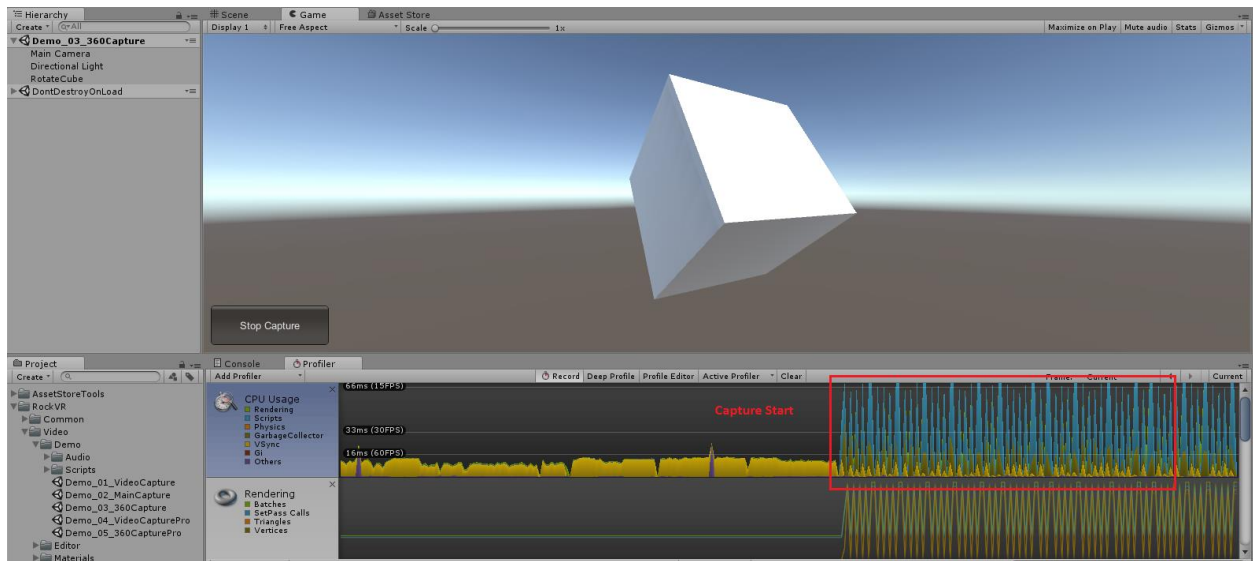 Hierarchy
Create
All
Demo_03_360Capture
Main Camera
Directional Light
RotateCube
DontDestroyOnLoad
Scene Game Asset Store
Display 1 Free Aspect Scale 1x Maximize on Play Mute audio Stats Gizmos
Stop Capture
Project
Create
AssetStoreTools
RockVR
Common
Video
Demo
Audio
Scripts
Demo_01_VideoCapture
Demo_02_MainCapture
Demo_03_360Capture
Demo_04_VideoCapturePro
Demo_05_360CapturePro
Editor
Materials
Console Profiler
Add Profiler Record Deep Profile Profile Editor Active Profiler Clear Frame: Current Current
CPU Usage
Rendering
Scripts
Physics
GarbageCollector
VSync
Gi
Others
66ms (15FPS)
33ms (30FPS)
16ms (60FPS)
Capture Start
Rendering
Batches
SetPass Calls
Triangles
Vertices